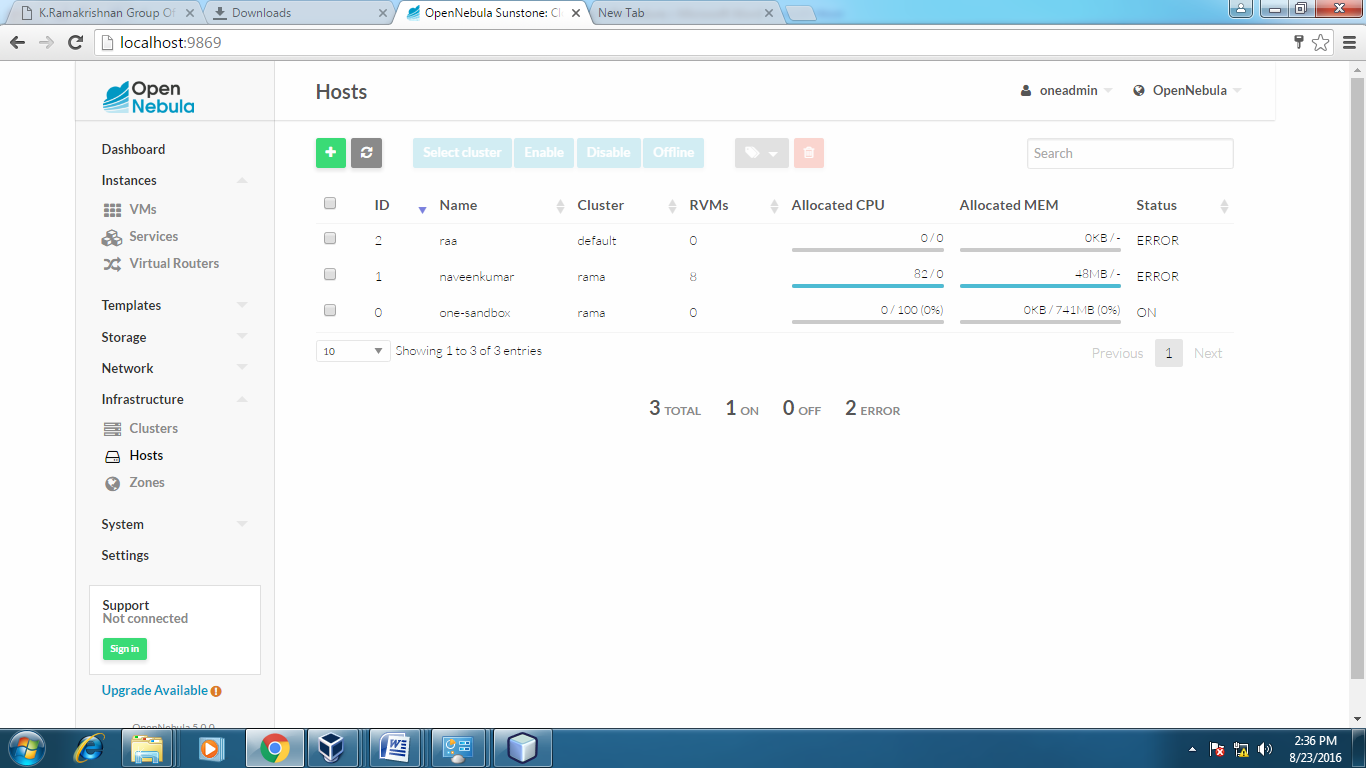 K.Ramakrishnan Group Of
Downloads
OpenNebula Sunstone: Cl
New Tab
localhost:9869
Open
Nebula
Hosts
oneadmin
OpenNebula
Dashboard
Instances
VMs
Services
Virtual Routers
Templates
Storage
Network
Infrastructure
Clusters
Hosts
Zones
System
Settings
Support
Not connected
Sign in
Upgrade Available
Select cluster Enable Disable Offline
Search
ID Name Cluster RVMs Allocated CPU Allocated MEM Status
2 raa default 0 0 / 0 0KB / - ERROR
1 naveenkumar rama 8 82 / 0 48MB / - ERROR
0 one-sandbox rama 0 0 / 100 (0%) 0KB / 741MB (0%) ON
10 Showing 1 to 3 of 3 entries
Previous 1 Next
3 TOTAL 1 ON 0 OFF 2 ERROR
2:36 PM
8/23/2016